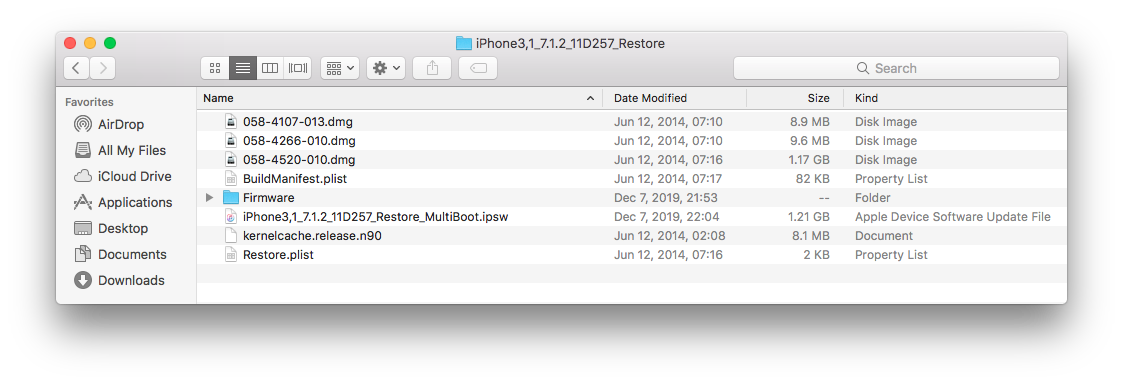 iPhone3,1_7.1.2_11D257_Restore
Search
Favorites
AirDrop
All My Files
iCloud Drive
Applications
Desktop
Documents
Downloads
Name Date Modified Size Kind
058-4107-013.dmg Jun 12, 2014, 07:10 8.9 MB Disk Image
058-4266-010.dmg Jun 12, 2014, 07:10 9.6 MB Disk Image
058-4520-010.dmg Jun 12, 2014, 07:16 1.17 GB Disk Image
BuildManifest.plist Jun 12, 2014, 07:17 82 KB Property List
Firmware Dec 7, 2019, 21:53 -- Folder
iPhone3,1_7.1.2_11D257_Restore_MultiBoot.ipsw Dec 7, 2019, 22:04 1.21 GB Apple Device Software Update File
kernelcache.release.n90 Jun 12, 2014, 02:08 8.1 MB Document
Restore.plist Jun 12, 2014, 07:16 2 KB Property List